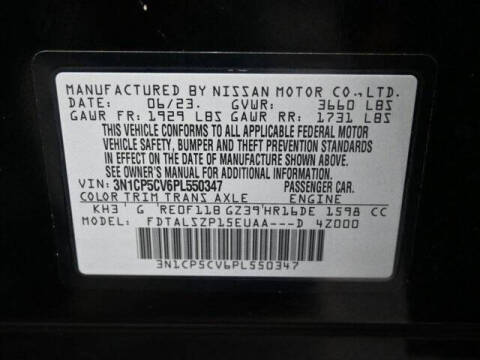 MANUFACTURED BY NISSAN MOTOR CO., LTD.
DATE: 06/23. GVWR: 3660 LBS
GAWR FR: 1929 LBS GAWR RR: 1731 LBS
THIS VEHICLE CONFORMS TO ALL APPLICABLE FEDERAL MOTOR
VEHICLE SAFETY, BUMPER AND THEFT PREVENTION STANDARDS
IN EFFECT ON THE DATE OF MANUFACTURE SHOWN ABOVE.
SEE OWNER'S MANUAL FOR ADDITIONAL INFORMATION.
VIN: 3N1CP5CV6PL550347 PASSENGER CAR.
COLOR TRIM TRANS AXLE ENGINE
KH3 G RE0F11B GZ39 HR16DE 1598 CC
MODEL: FDTALSZP15EUAA---D 4Z000
3N1CP5CV6PL550347